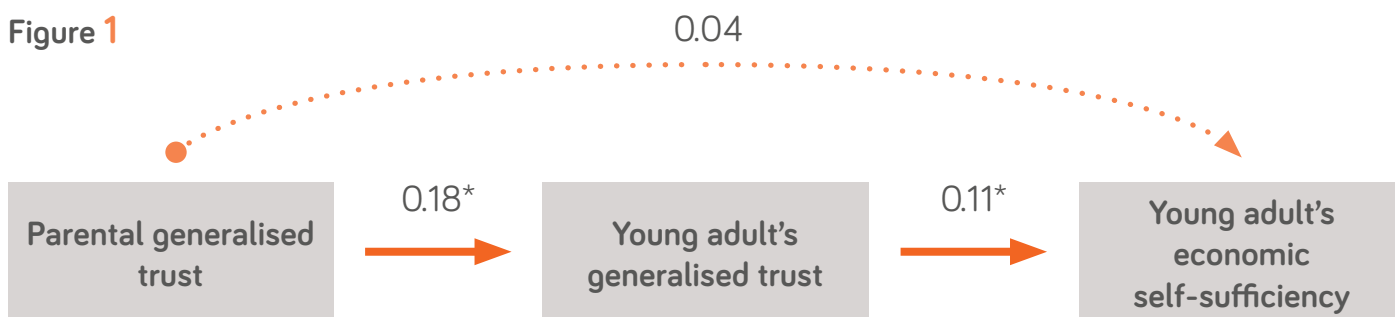 Figure 1
0.04
0.18*
0.11*
Parental generalised
trust
Young adult's
generalised trust
Young adult's
economic
self-sufficiency